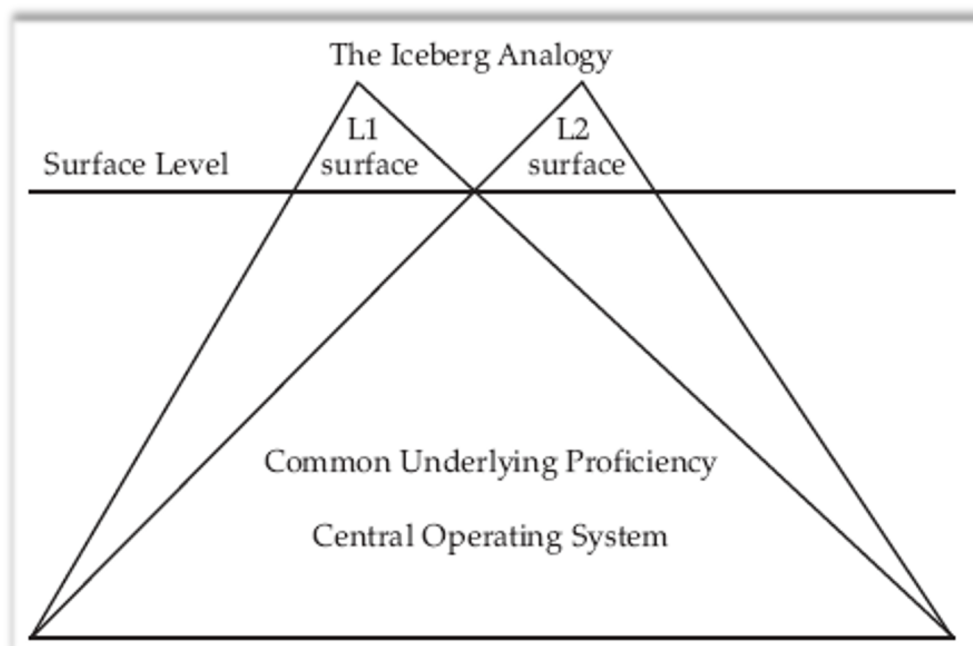 The Iceberg Analogy
L1
surface
L2
surface
Surface Level
Common Underlying Proficiency
Central Operating System